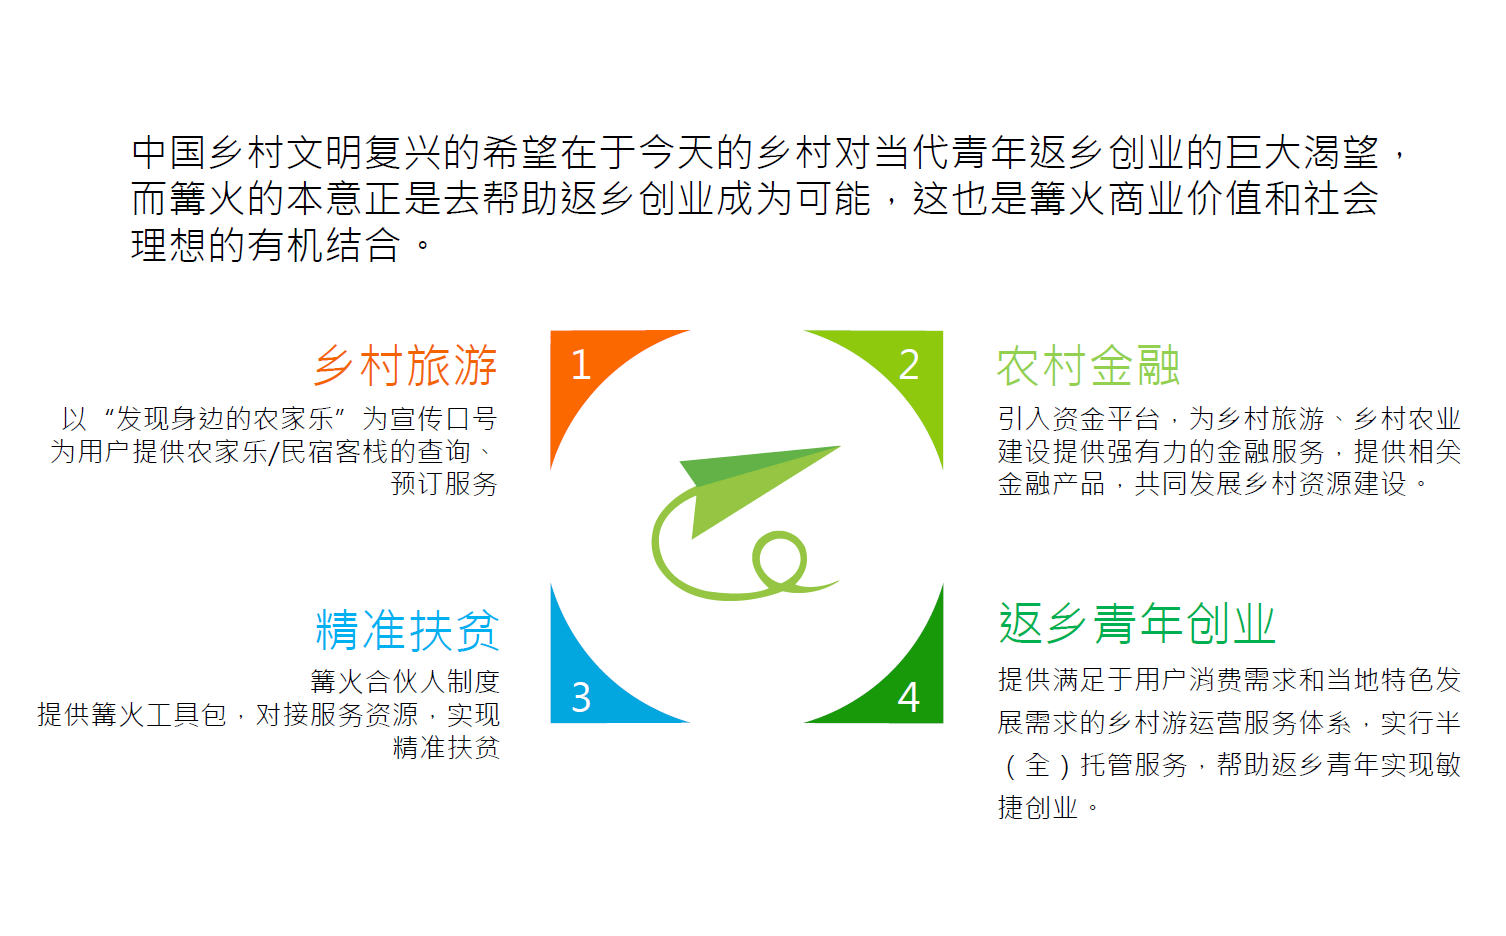 中国乡村文明复兴的希望在于今天的乡村对当代青年返乡创业的巨大渴望，
而篝火的本意正是去帮助返乡创业成为可能，这也是篝火商业价值和社会
理想的有机结合。
1
乡村旅游
以“发现身边的农家乐”为宣传口号
为用户提供农家乐/民宿客栈的查询、
预订服务
2
农村金融
引入资金平台，为乡村旅游、乡村农业
建设提供强有力的金融服务，提供相关
金融产品，共同发展乡村资源建设。
3
精准扶贫
篝火合伙人制度
提供篝火工具包，对接服务资源，实现
精准扶贫
4
返乡青年创业
提供满足于用户消费需求和当地特色发
展需求的乡村游运营服务体系，实行半
（全）托管服务，帮助返乡青年实现敏
捷创业。